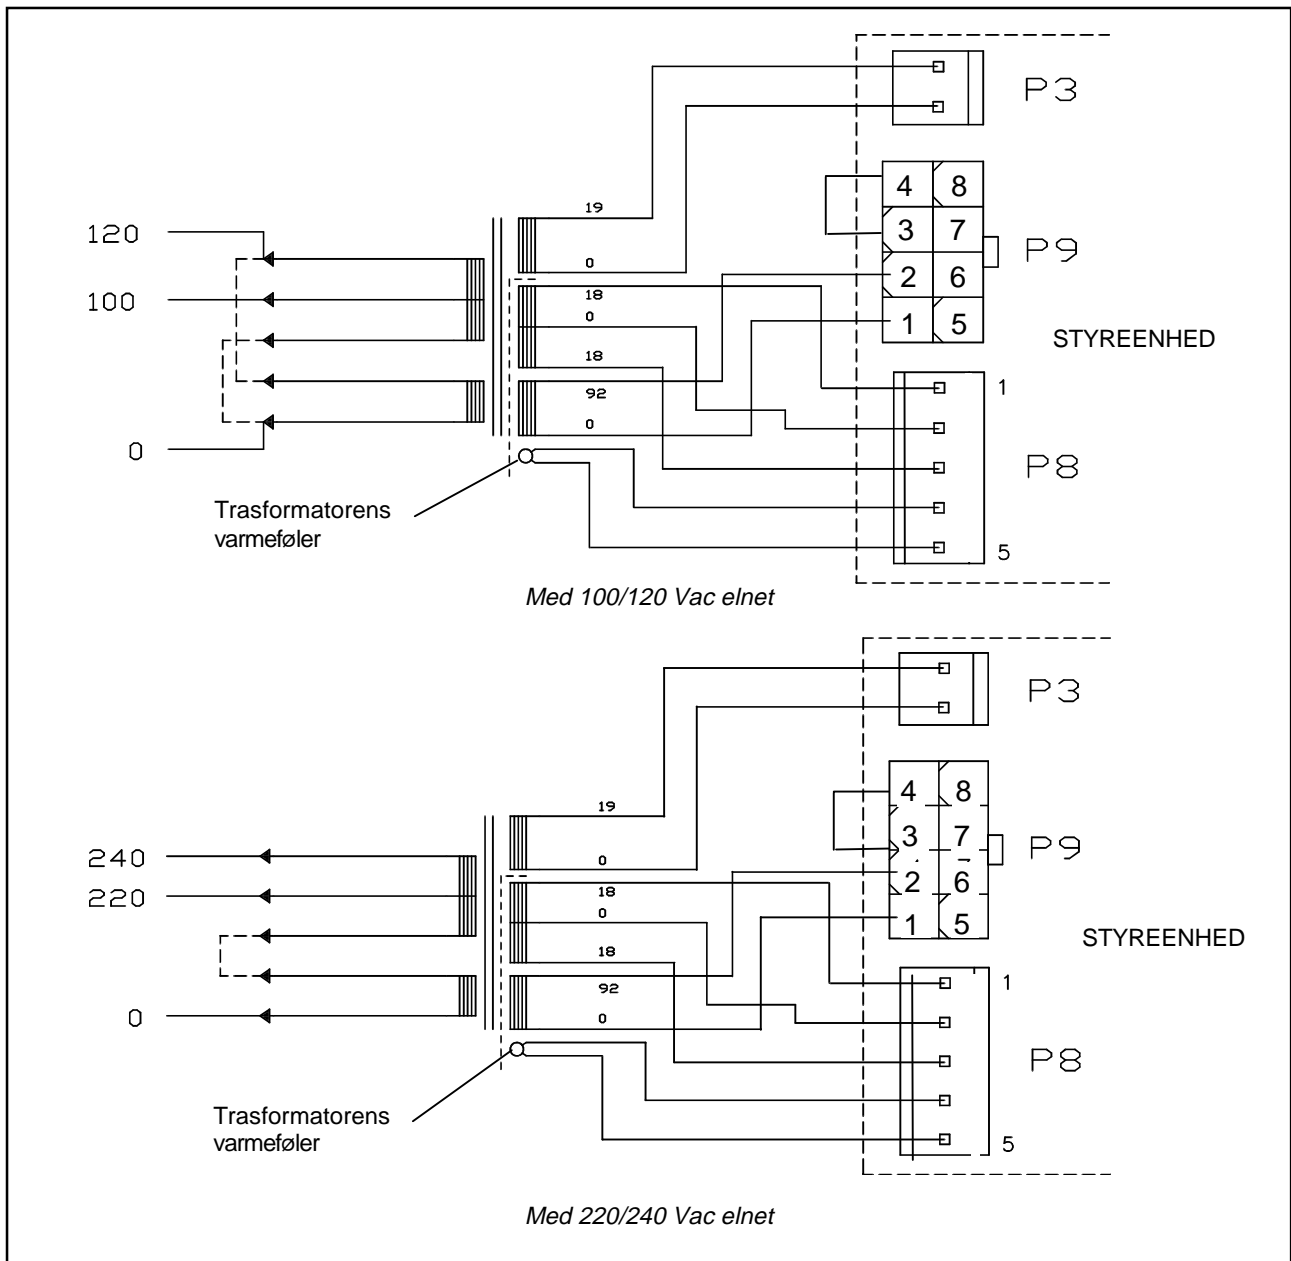 P3
19
4 8
120
3 7
P9
0
2 6
100
18
0
1 5
STYREENHED
18
1
92
0
P8
0
Trasformatorens
varmeføler
5
Med 100/120 Vac elnet
P3
4 8
19
3 7
P9
240
0
2 6
220
18
0
1 5
STYREENHED
18
1
92
0
0
P8
Trasformatorens
varmeføler
5
Med 220/240 Vac elnet